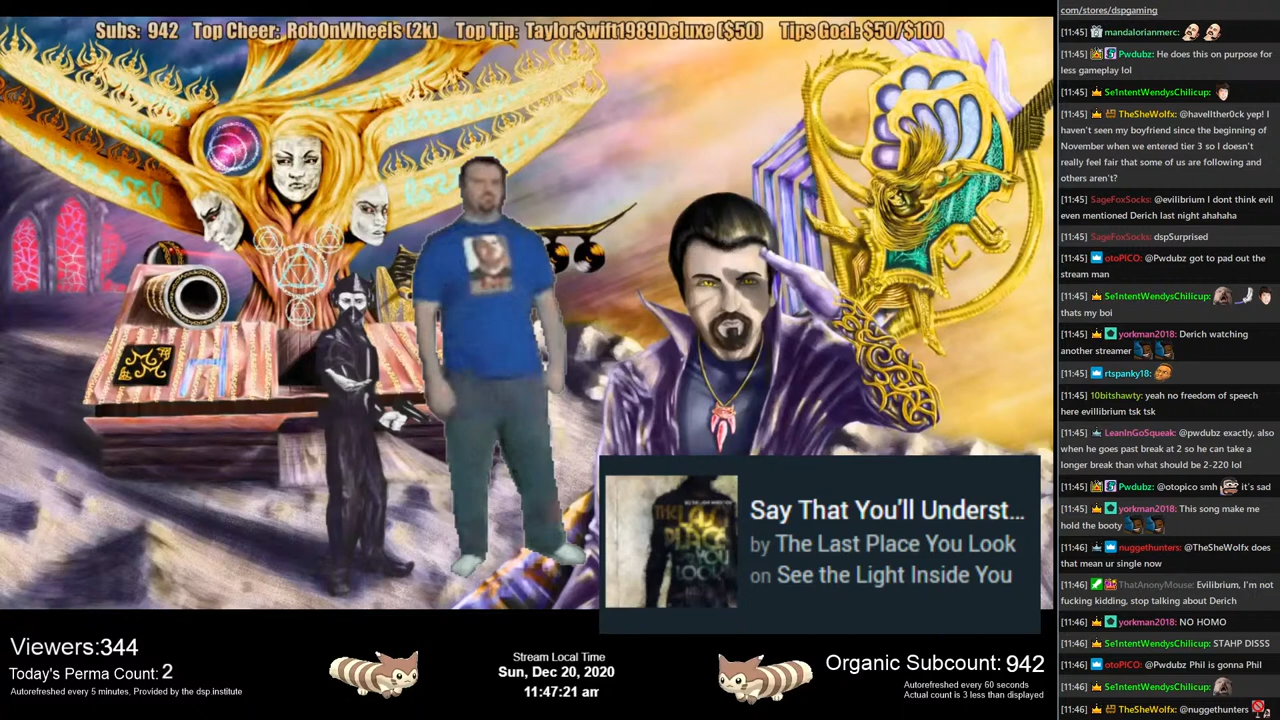 Subs: 942 Top Cheer: RobOnWheels (2k) Top Tip: TaylorSwift1989Deluxe ($50) Tips Goal: $50/$100
Say That You'll Underst...
by The Last Place You Look
on See the Light Inside You
THE LAST
PLACE
YOU
LOOK
Viewers:344
Today's Perma Count: 2
Autorefreshed every 5 minutes, Provided by the dsp institute
Stream Local Time
Sun, Dec 20, 2020
11:47:21 am
Organic Subcount: 942
Autorefreshed every 60 seconds
Actual count is 3 less than displayed
com/stores/dspgaming
[11:45] mandalorianmerc:
[11:45] Pwdubz: He does this on purpose for
less gameplay lol
[11:45] Se1ntentWendysChilicup:
[11:45] TheSheWolfx: @havellther0ck yep! I
haven't seen my boyfriend since the beginning of
November when we entered tier 3 so I doesn't
really feel fair that some of us are following and
others aren't?
[11:45] SageFoxSocks: @evilibrium I dont think evil
even mentioned Derich last night ahahaha
[11:45] SageFoxSocks: dspSurprised
[11:45] otoPICO: @Pwdubz got to pad out the
stream man
[11:45] Se1ntentWendysChilicup:
thats my boi
[11:45] yorkman2018: Derich watching
another streamer
[11:45] rtspanky18:
[11:45] 10bitshawty: yeah no freedom of speech
here evillibrium tsk tsk
[11:45] LeanInGoSqueak: @pwdubz exactly, also
when he goes past break at 2 so he can take a
longer break than what should be 2-220 lol
[11:45] Pwdubz: @otopico smh it's sad
[11:45] yorkman2018: This song make me
hold the booty
[11:46] nuggethunters: @TheSheWolfx does
that mean ur single now
[11:46] ThatAnonyMouse: Evilibrium, I'm not
fucking kidding, stop talking about Derich
[11:46] yorkman2018: NO HOMO
[11:46] Se1ntentWendysChilicup: STAHP DISSS
[11:46] otoPICO: @Pwdubz Phil is gonna Phil
[11:46] Se1ntentWendysChilicup:
[11:46] TheSheWolfx: @nuggethunters